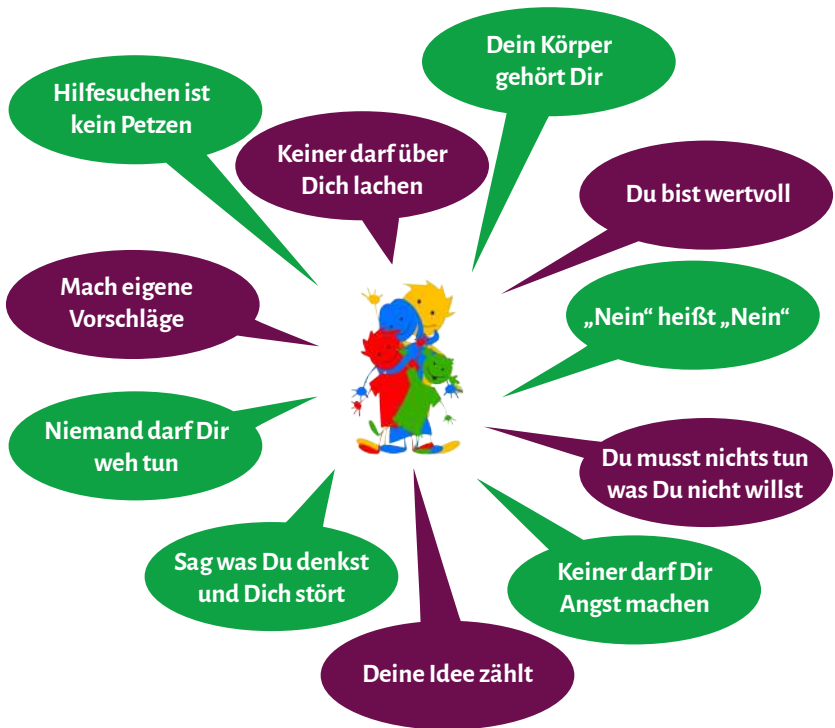 Dein Körper
gehört Dir
Hilfesuchen ist
kein Petzen
Keiner darf über
Dich lachen
Du bist wertvoll
Mach eigene
Vorschläge
„Nein“ heißt „Nein“
Niemand darf Dir
weh tun
Du musst nichts tun
was Du nicht willst
Sag was Du denkst
und Dich stört
Keiner darf Dir
Angst machen
Deine Idee zählt